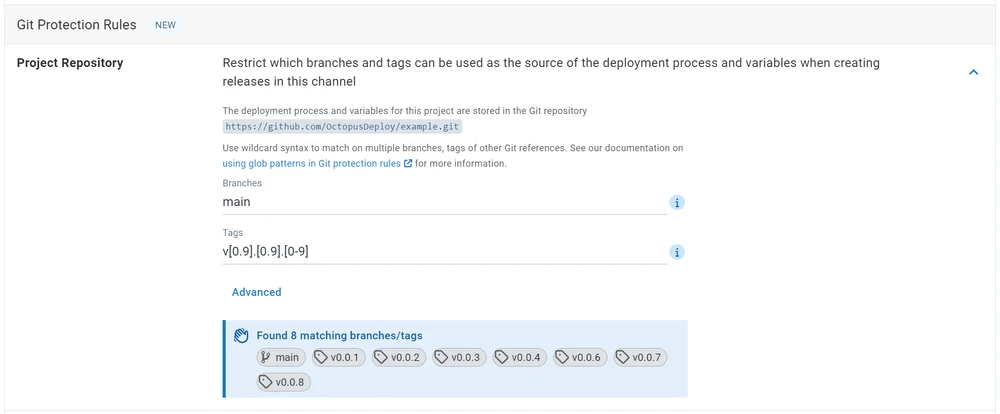 Git Protection Rules NEW
Project Repository
Restrict which branches and tags can be used as the source of the deployment process and variables when creating
releases in this channel
The deployment process and variables for this project are stored in the Git repository
https://github.com/OctopusDeploy/example.git
Use wildcard syntax to match on multiple branches, tags of other Git references. See our documentation on
using glob patterns in Git protection rules for more information.
Branches
main
Tags
v[0.9].[0.9].[0-9]
Advanced
Found 8 matching branches/tags
main v0.0.1 v0.0.2 v0.0.3 v0.0.4 v0.0.6 v0.0.7
v0.0.8